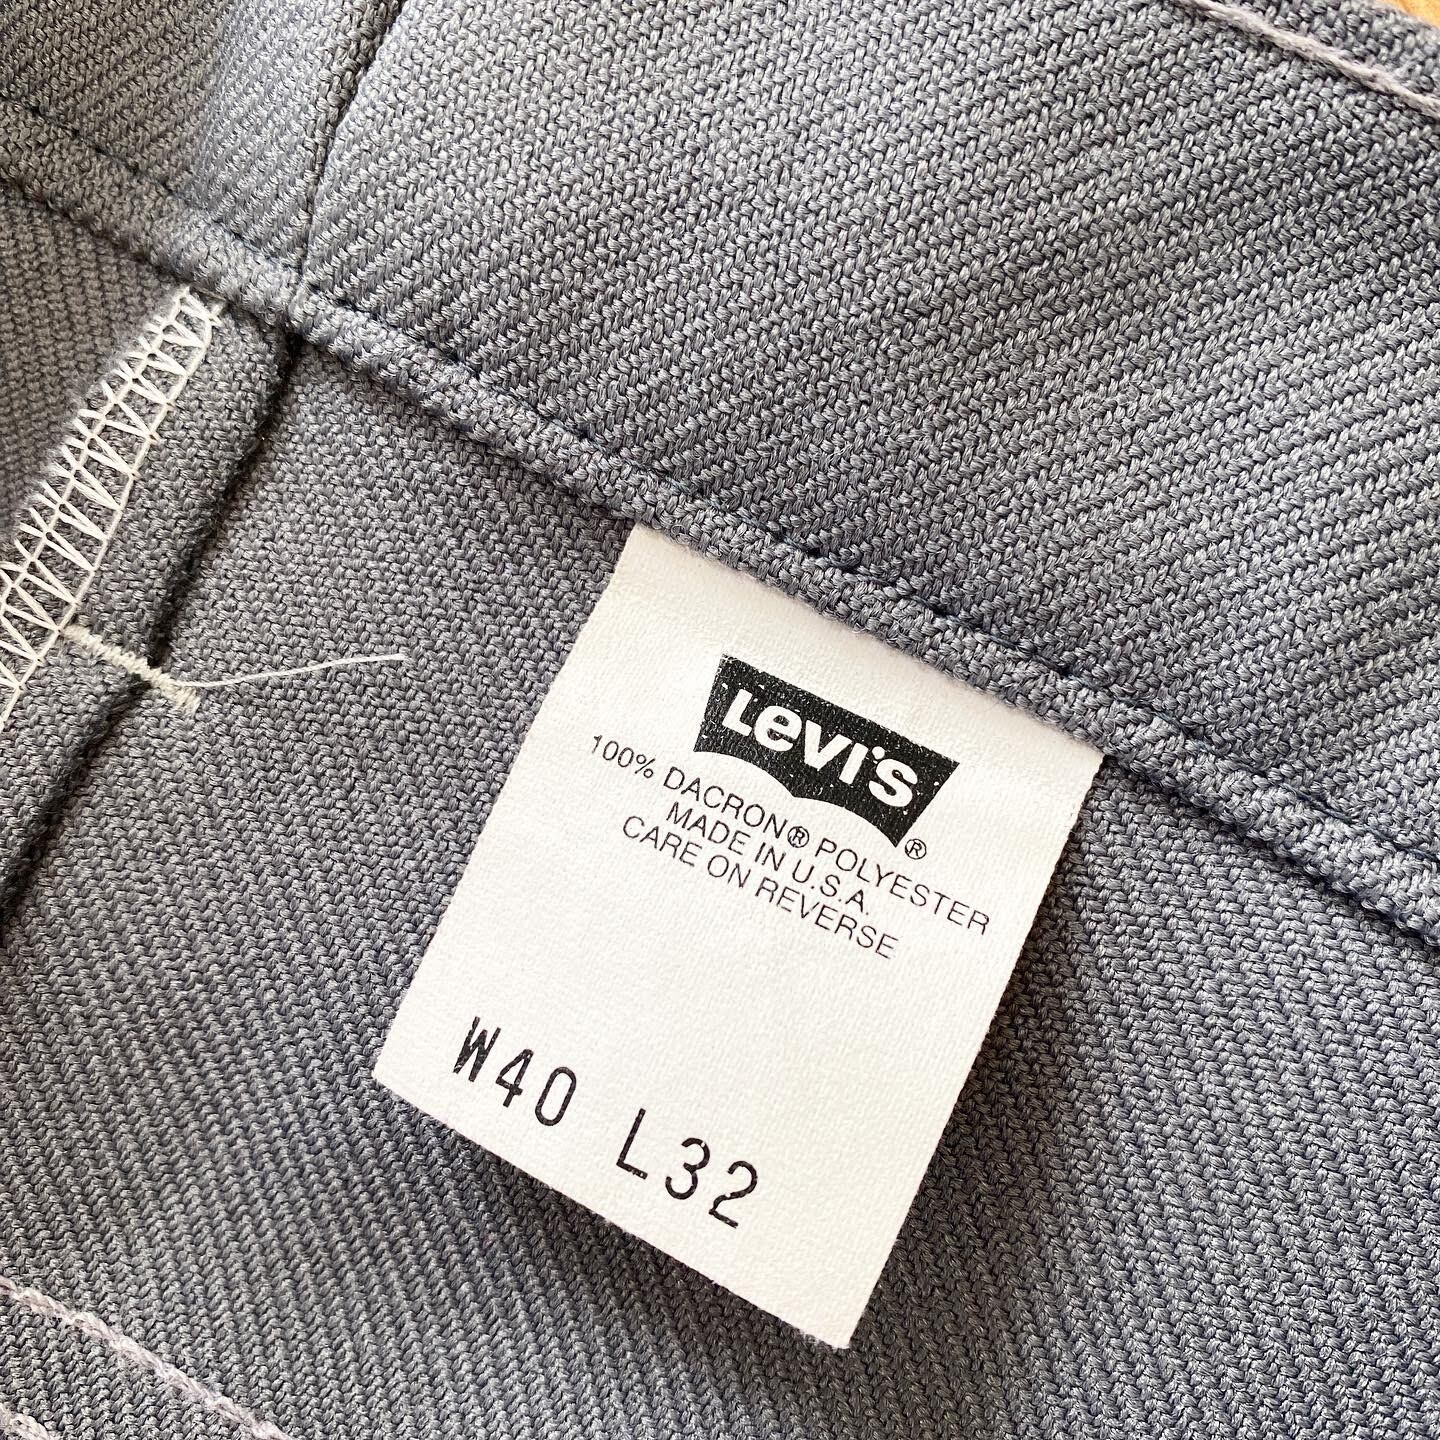 Levi's®
100% DACRON® POLYESTER
MADE IN U.S.A.
CARE ON REVERSE
W40 L32